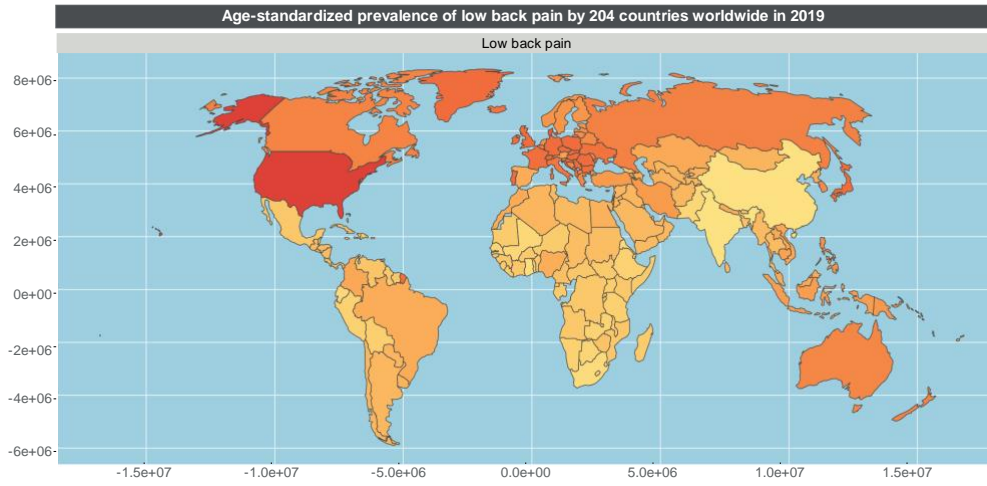 Age-standardized prevalence of low back pain by 204 countries worldwide in 2019
Low back pain
8e+06
6e+06
4e+06
2e+06
0e+00
-2e+06
-4e+06
-6e+06
-1.5e+07 -1.0e+07 -5.0e+06 0.0e+00 5.0e+06 1.0e+07 1.5e+07